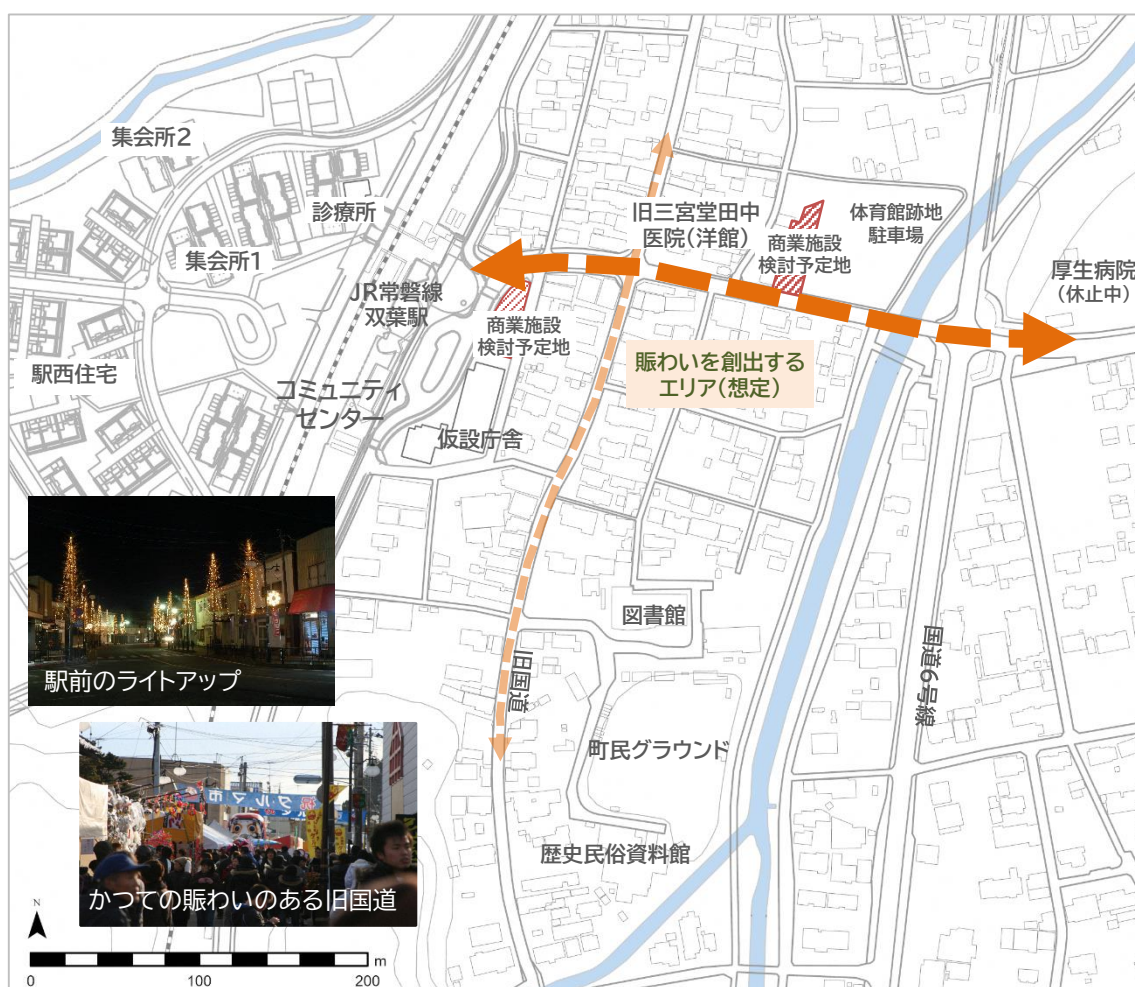 集会所2
診療所
集会所1
旧三宮堂田中
医院(洋館)
商業施設
検討予定地
体育館跡地
駐車場
厚生病院
(休止中)
JR常磐線
双葉駅
商業施設
検討予定地
賑わいを創出する
エリア(想定)
駅西住宅
コミュニティ
センター
仮設庁舎
図書館
旧国道
国道6号線
町民グラウンド
歴史民俗資料館
駅前のライトアップ
ダルマ市
かつての賑わいのある旧国道
N
m
0 100 200